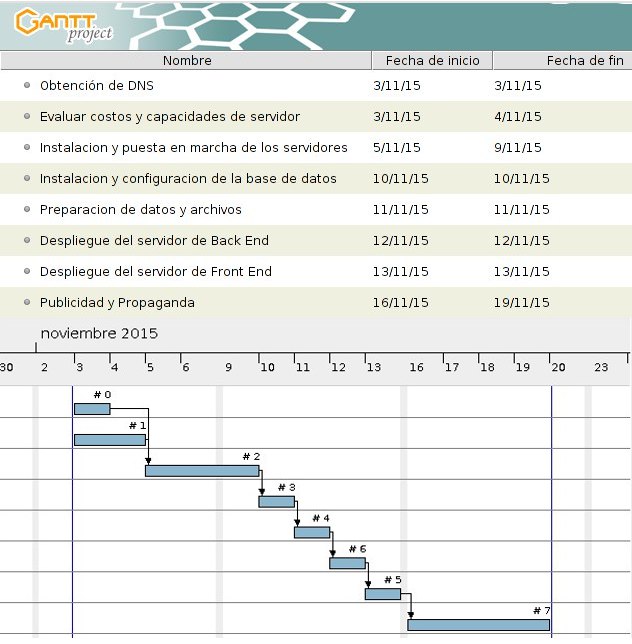 GANTT
project
Nombre Fecha de inicio Fecha de fin
Obtención de DNS 3/11/15 3/11/15
Evaluar costos y capacidades de servidor 3/11/15 4/11/15
Instalacion y puesta en marcha de los servidores 5/11/15 9/11/15
Instalacion y configuracion de la base de datos 10/11/15 10/11/15
Preparacion de datos y archivos 11/11/15 11/11/15
Despliegue del servidor de Back End 12/11/15 12/11/15
Despliegue del servidor de Front End 13/11/15 13/11/15
Publicidad y Propaganda 16/11/15 19/11/15
noviembre 2015
30 2 3 4 5 6 9 10 11 12 13 16 17 18 19 20 23
# 0
# 1
# 2
# 3
# 4
# 6
# 5
# 7